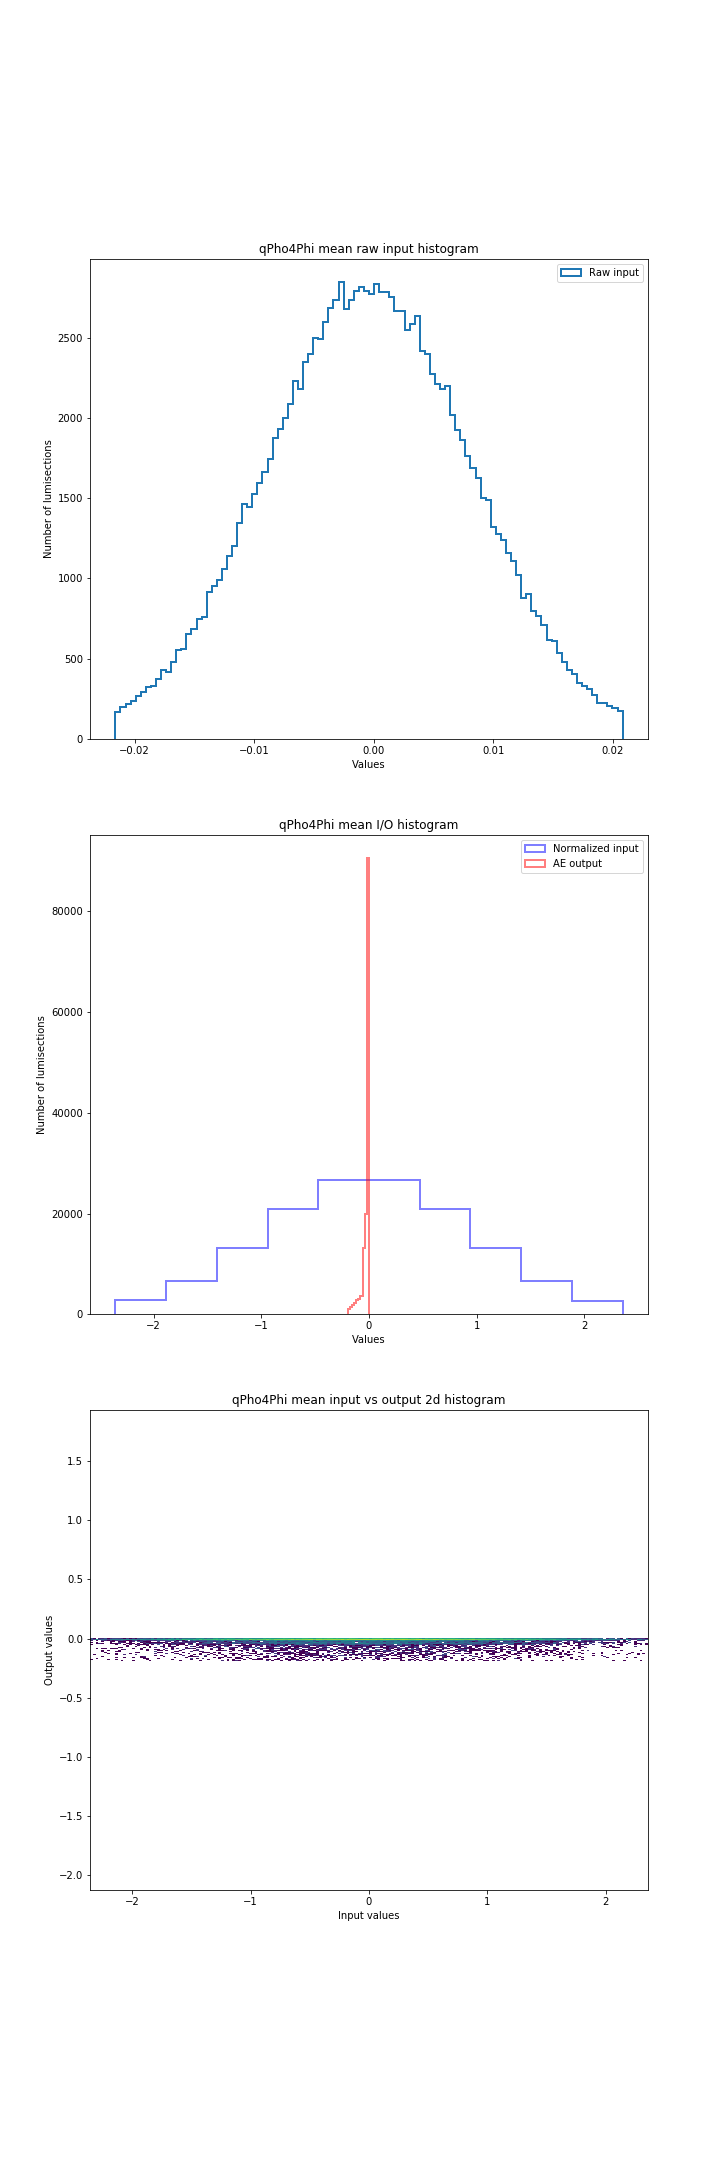 qPho4Phi mean raw input histogram
Raw input
2500
2000
1500
1000
500
0
Number of lumisections
−0.02
−0.01
0.00
0.01
0.02
Values
qPho4Phi mean I/O histogram
Normalized input
AE output
80000
60000
40000
20000
0
Number of lumisections
−2
−1
0
1
2
Values
qPho4Phi mean input vs output 2d histogram
1.5
1.0
0.5
0.0
−0.5
−1.0
−1.5
−2.0
Output values
−2
−1
0
1
2
Input values